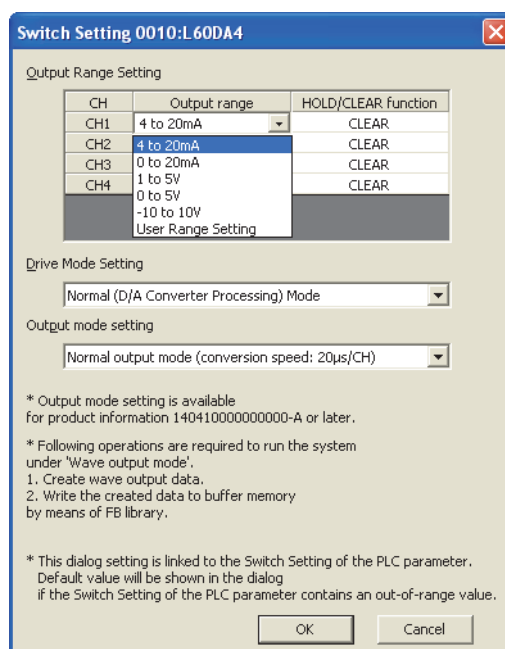 Switch Setting 0010:L60DA4
Output Range Setting
CH Output range HOLD/CLEAR function
CH1 4 to 20mA CLEAR
CH2 4 to 20mA CLEAR
CH3 0 to 20mA CLEAR
CH4 1 to 5V CLEAR
0 to 5V
-10 to 10V
User Range Setting
Drive Mode Setting
Normal (D/A Converter Processing) Mode
Output mode setting
Normal output mode (conversion speed: 20μs/CH)
* Output mode setting is available
for product information 140410000000000-A or later.
* Following operations are required to run the system
under 'Wave output mode'.
1. Create wave output data.
2. Write the created data to buffer memory
by means of FB library.
* This dialog setting is linked to the Switch Setting of the PLC parameter.
Default value will be shown in the dialog
if the Switch Setting of the PLC parameter contains an out-of-range value.
OK Cancel